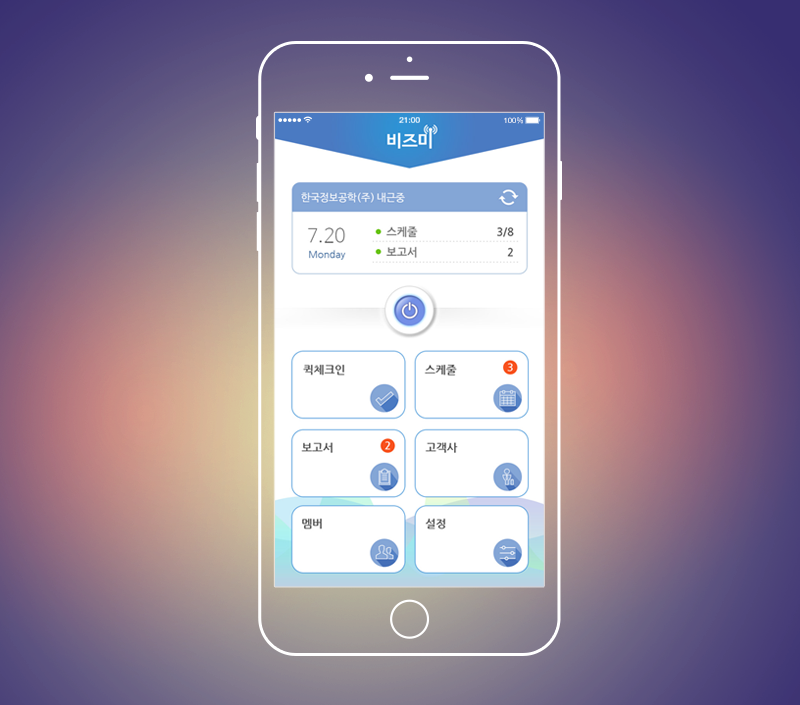 21:00
100%
비즈미
한국정보공학(주) 내근중
7.20
Monday
스케줄 3/8
보고서 2
퀵체크인
스케줄 3
보고서 2
고객사
멤버
설정